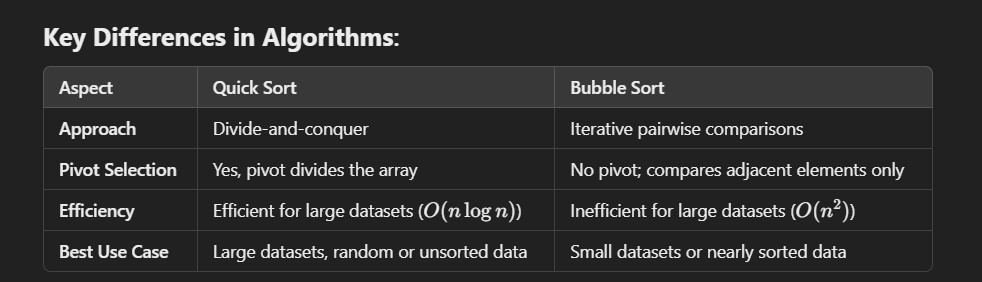 Key Differences in Algorithms:
Aspect Quick Sort Bubble Sort
Approach Divide-and-conquer Iterative pairwise comparisons
Pivot Selection Yes, pivot divides the array No pivot; compares adjacent elements only
Efficiency Efficient for large datasets (O(n log n)) Inefficient for large datasets (O(n²))
Best Use Case Large datasets, random or unsorted data Small datasets or nearly sorted data